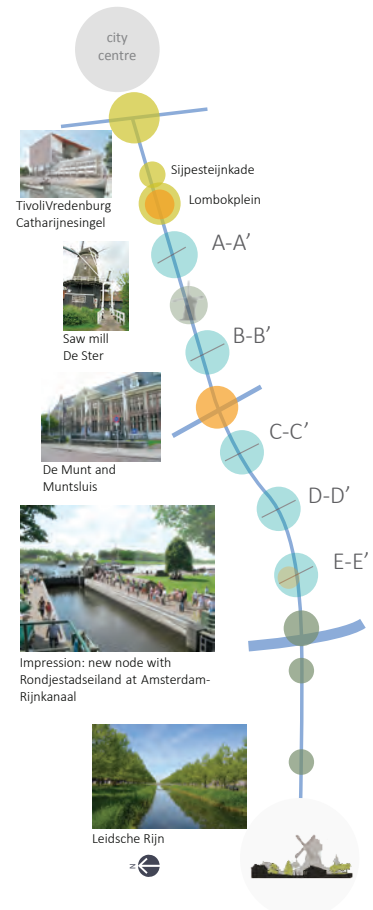 city
centre
Sijpesteijnkade
Lombokplein
TivoliVredenburg
Catharijnesingel
A-A’
Saw mill
De Ster
B-B’
C-C’
De Munt and
Muntsluis
D-D’
E-E’
Impression: new node with
Rondjestadseiland at Amsterdam-
Rijnkanaal
Leidsche Rijn
N